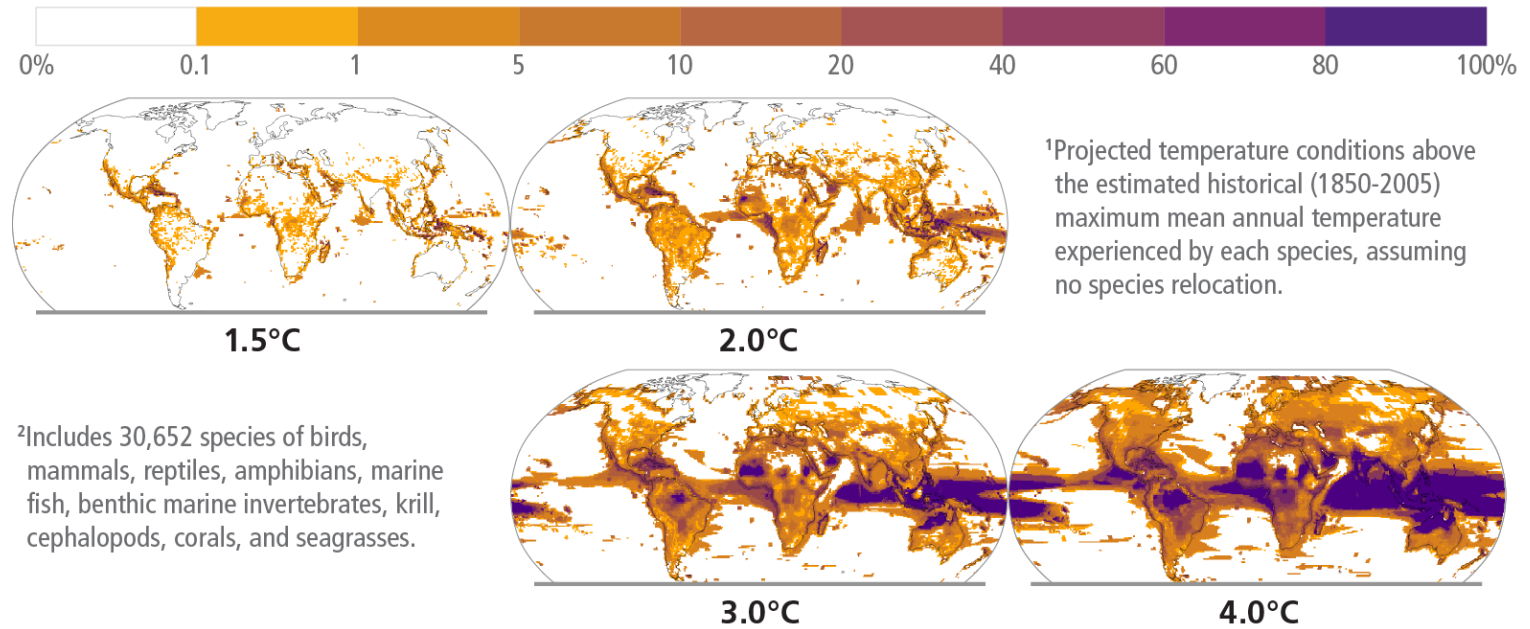 0% 0.1 1 5 10 20 40 60 80 100%
¹Projected temperature conditions above
the estimated historical (1850-2005)
maximum mean annual temperature
experienced by each species, assuming
no species relocation.
1.5°C
2.0°C
²Includes 30,652 species of birds,
mammals, reptiles, amphibians, marine
fish, benthic marine invertebrates, krill,
cephalopods, corals, and seagrasses.
3.0°C
4.0°C